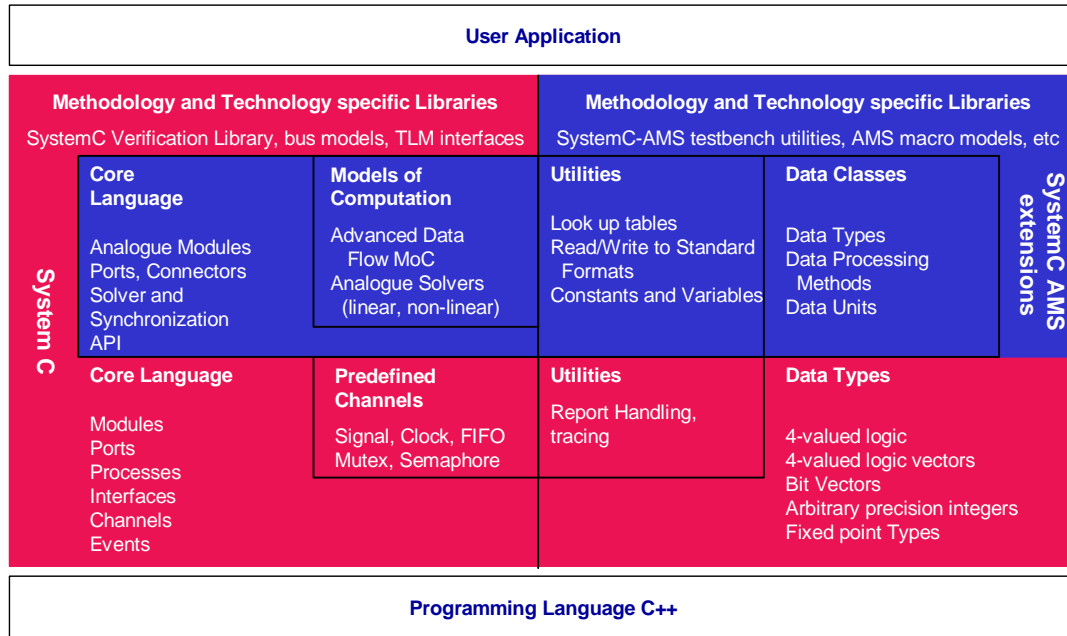 User Application
Methodology and Technology specific Libraries
SystemC Verification Library, bus models, TLM interfaces
Methodology and Technology specific Libraries
SystemC-AMS testbench utilities, AMS macro models, etc
System C
Core
Language
Analogue Modules
Ports, Connectors
Solver and
Synchronization
API
Models of
Computation
Advanced Data
Flow MoC
Analogue Solvers
(linear, non-linear)
Utilities
Look up tables
Read/Write to Standard
Formats
Constants and Variables
Data Classes
Data Types
Data Processing
Methods
Data Units
SystemC AMS
extensions
Core Language
Modules
Ports
Processes
Interfaces
Channels
Events
Predefined
Channels
Signal, Clock, FIFO
Mutex, Semaphore
Utilities
Report Handling,
tracing
Data Types
4-valued logic
4-valued logic vectors
Bit Vectors
Arbitrary precision integers
Fixed point Types
Programming Language C++